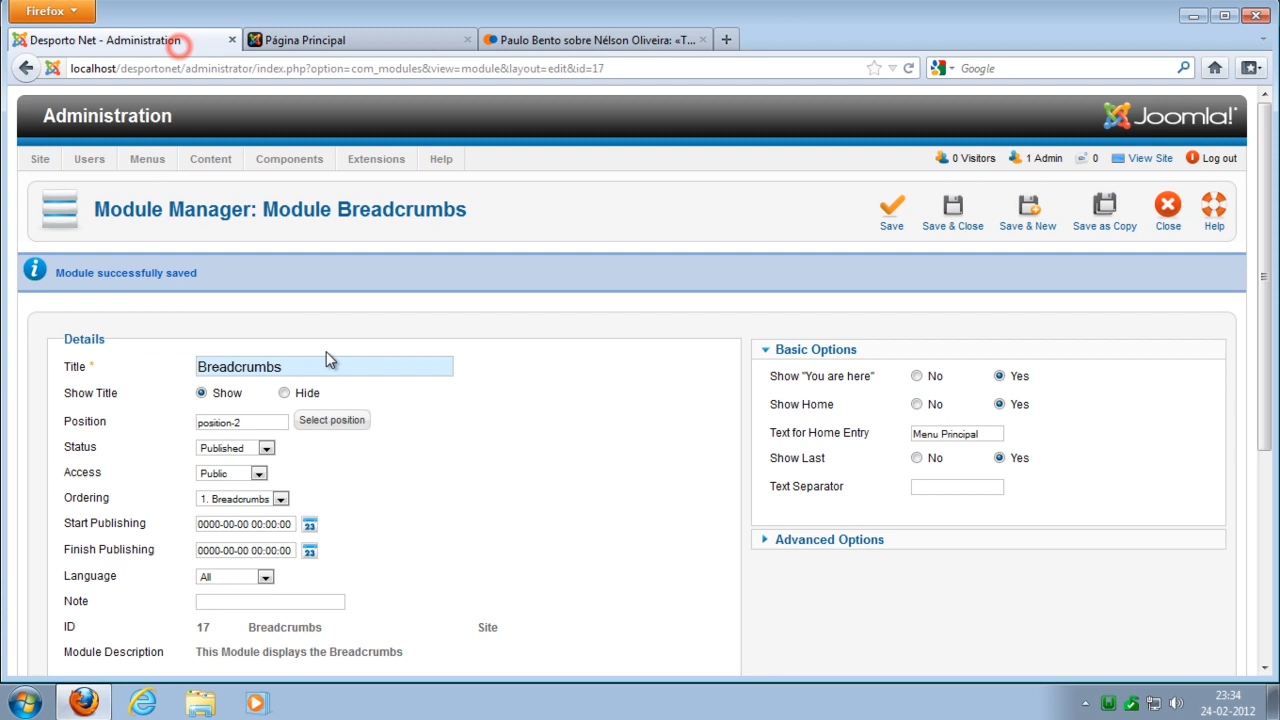 Firefox
Desporto Net - Administration
Página Principal
Paulo Bento sobre Nélson Oliveira: «T...
localhost/desportonet/administrator/index.php?option=com_modules&view=module&layout=edit&id=17
Google
Administration
Joomla!
Site Users Menus Content Components Extensions Help
0 Visitors 1 Admin 0 View Site Log out
Module Manager: Module Breadcrumbs
Save Save & Close Save & New Save as Copy Close Help
Module successfully saved
Details
Title * Breadcrumbs
Show Title Show Hide
Position position-2 Select position
Status Published
Access Public
Ordering 1. Breadcrumbs
Start Publishing 0000-00-00 00:00:00 23
Finish Publishing 0000-00-00 00:00:00 23
Language All
Note
ID 17 Breadcrumbs Site
Module Description This Module displays the Breadcrumbs
Basic Options
Show "You are here" No Yes
Show Home No Yes
Text for Home Entry Menu Principal
Show Last No Yes
Text Separator
Advanced Options
23:34
24-02-2012